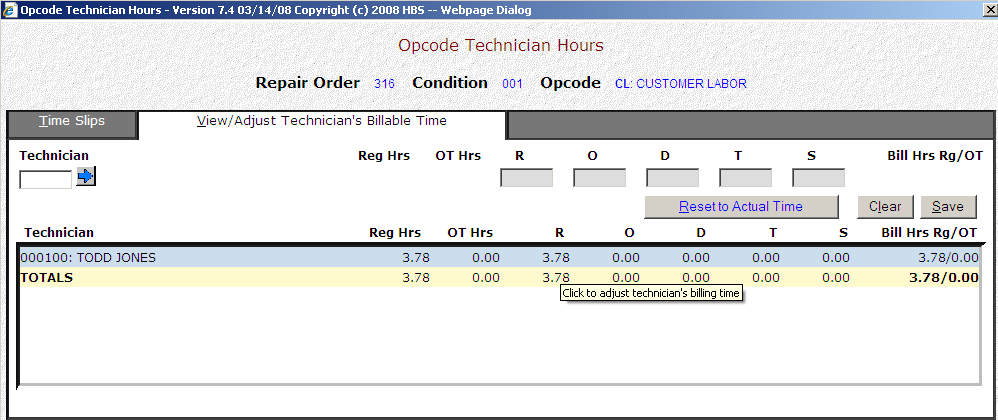 Opcode Technician Hours - Version 7.4 03/14/08 Copyright (c) 2008 HBS -- Webpage Dialog
Opcode Technician Hours
Repair Order 316 Condition 001 Opcode CL: CUSTOMER LABOR
Time Slips View/Adjust Technician's Billable Time
Technician Reg Hrs OT Hrs R O D T S Bill Hrs Rg/OT
Reset to Actual Time Clear Save
Technician Reg Hrs OT Hrs R O D T S Bill Hrs Rg/OT
000100: TODD JONES 3.78 0.00 3.78 0.00 0.00 0.00 0.00 3.78/0.00
TOTALS 3.78 0.00 3.78 0.00 0.00 0.00 0.00 3.78/0.00
Click to adjust technician's billing time